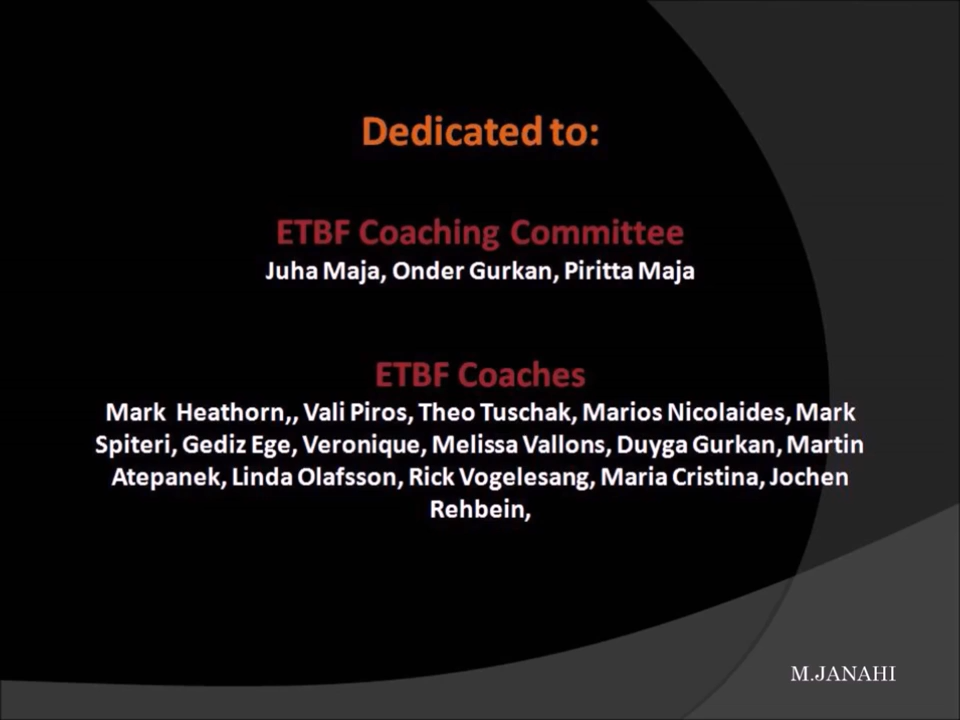 Dedicated to:
ETBF Coaching Committee
Juha Maja, Onder Gurkan, Piritta Maja
ETBF Coaches
Mark  Heathorn,, Vali Piros, Theo Tuschak, Marios Nicolaides, Mark
Spiteri, Gediz Ege, Veronique, Melissa Vallons, Duyga Gurkan, Martin
Atepanek, Linda Olafsson, Rick Vogelesang, Maria Cristina, Jochen
Rehbein,
M.JANAHI